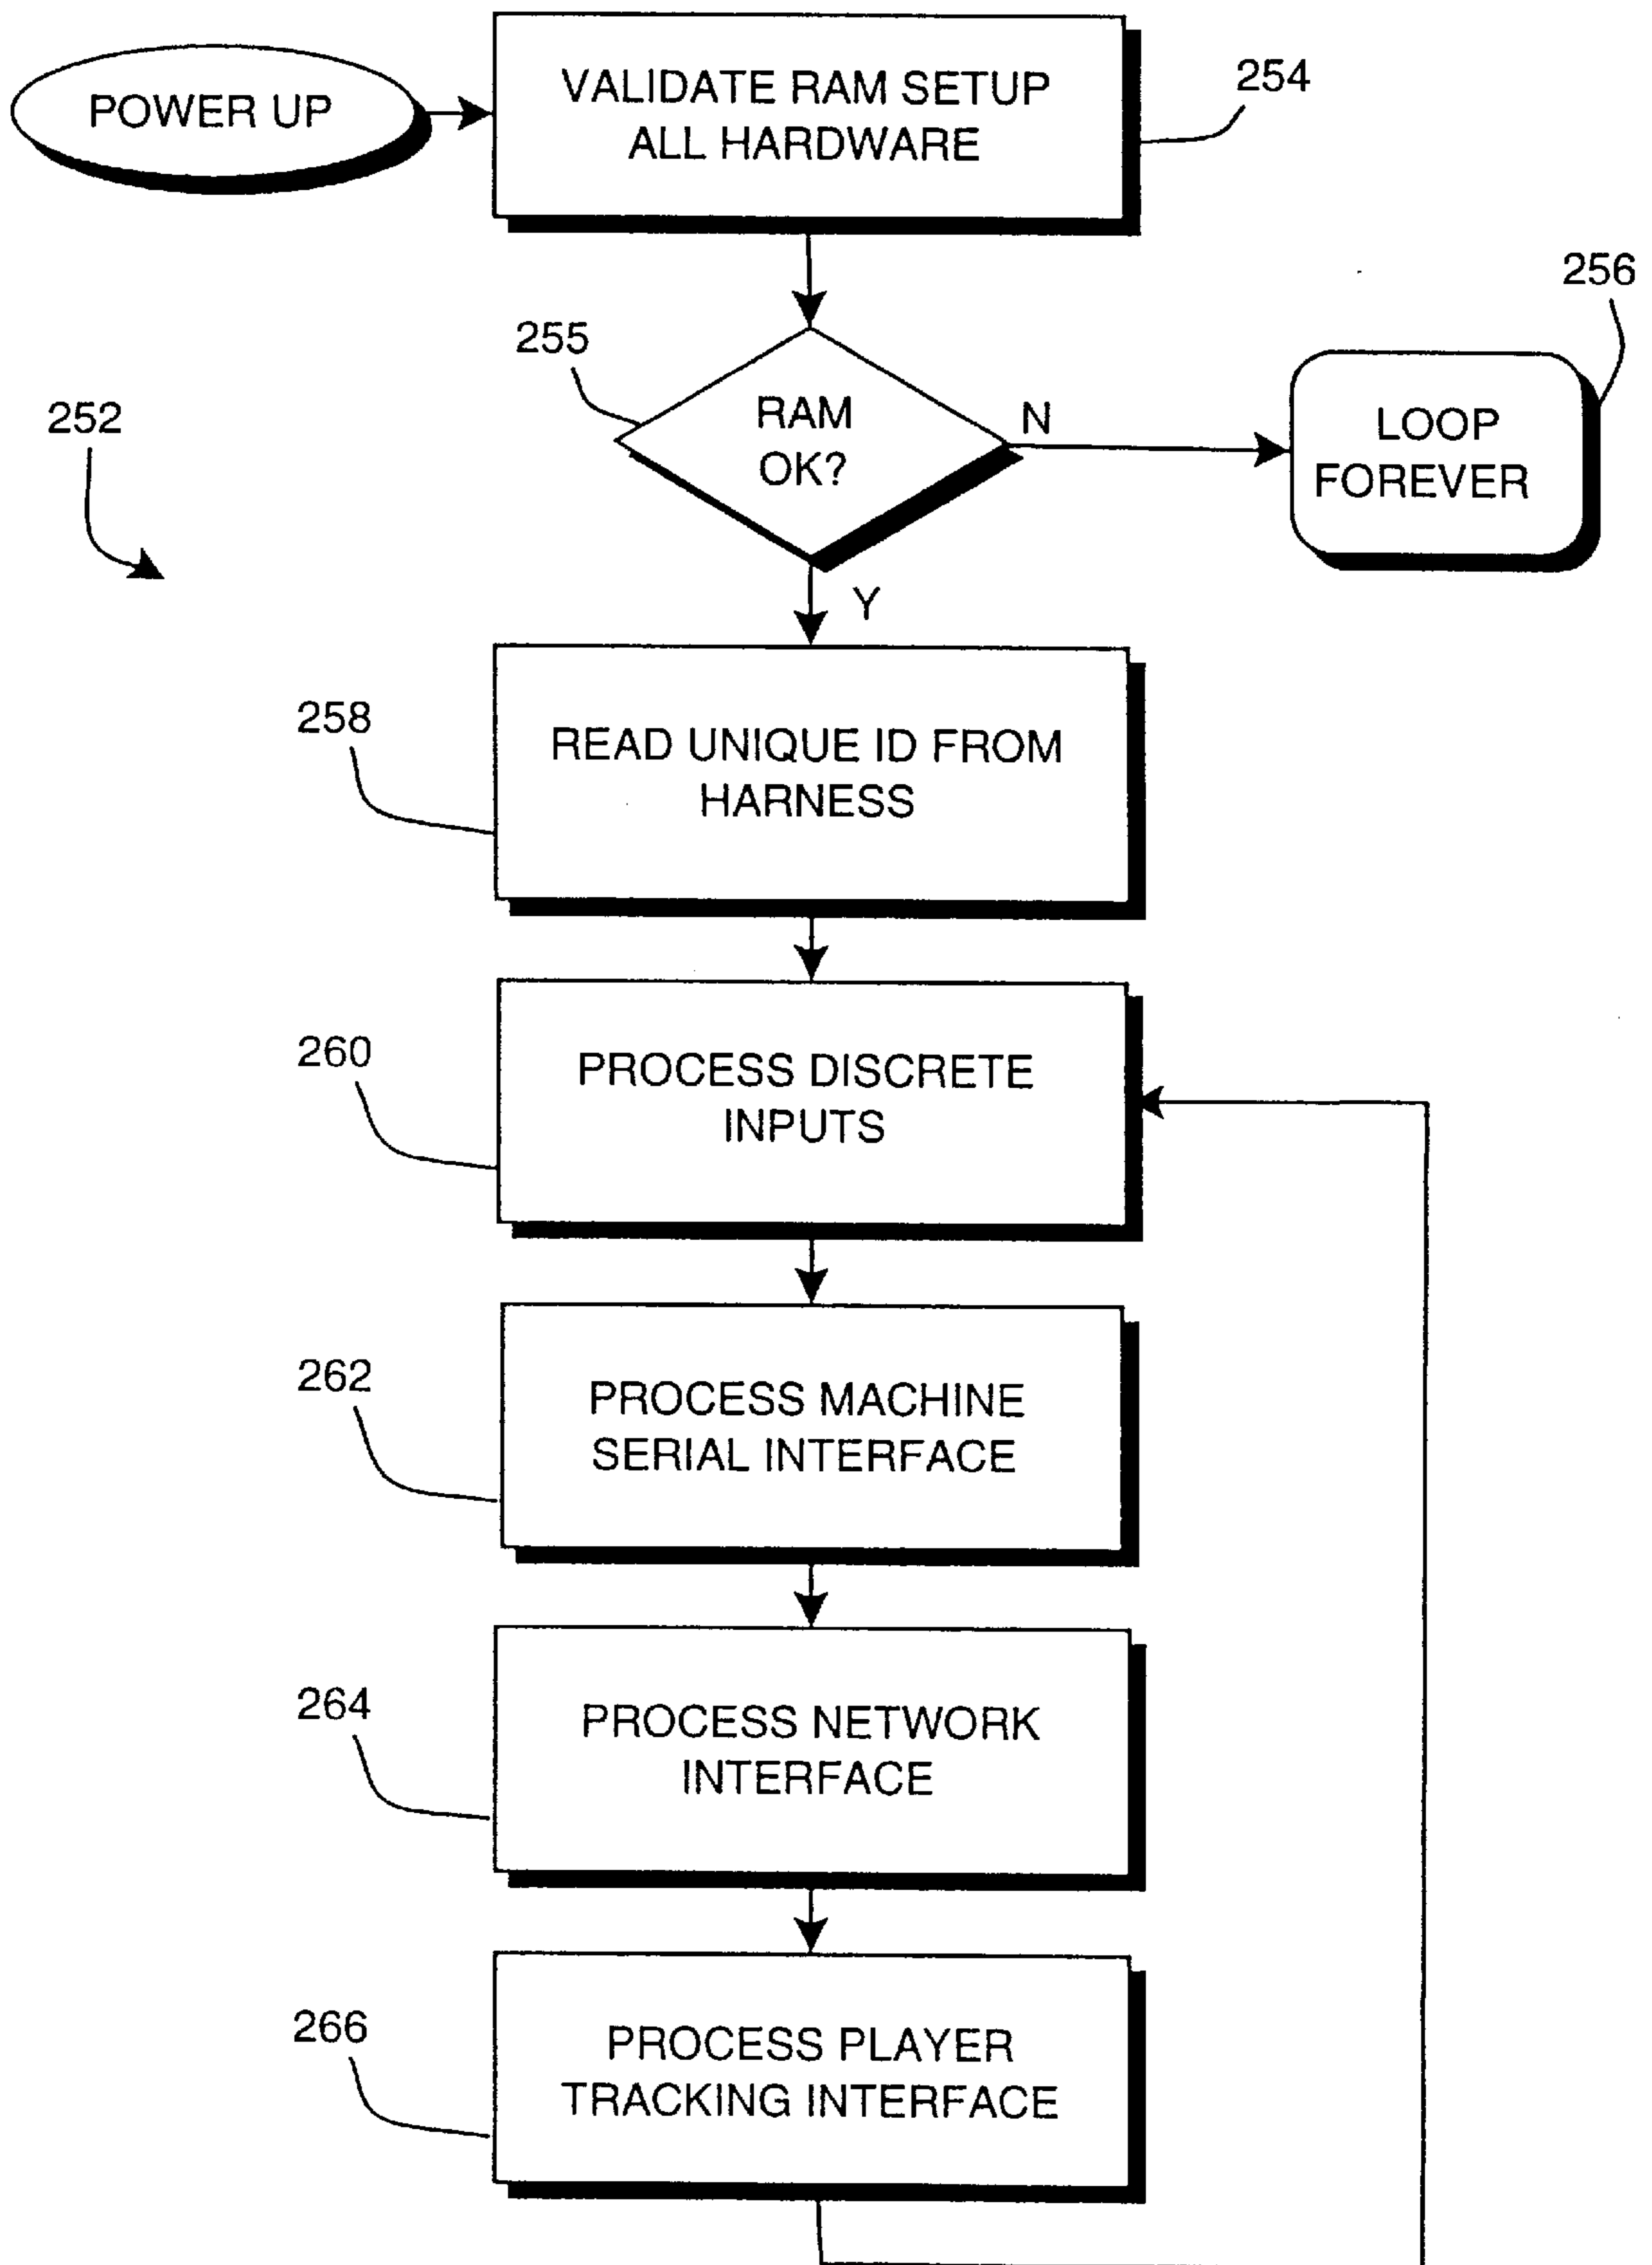 POWER UP
VALIDATE RAM SETUP
ALL HARDWARE
254
255
RAM
OK?
N
256
LOOP
FOREVER
252
Y
258
READ UNIQUE ID FROM
HARNESS
260
PROCESS DISCRETE
INPUTS
262
PROCESS MACHINE
SERIAL INTERFACE
264
PROCESS NETWORK
INTERFACE
266
PROCESS PLAYER
TRACKING INTERFACE